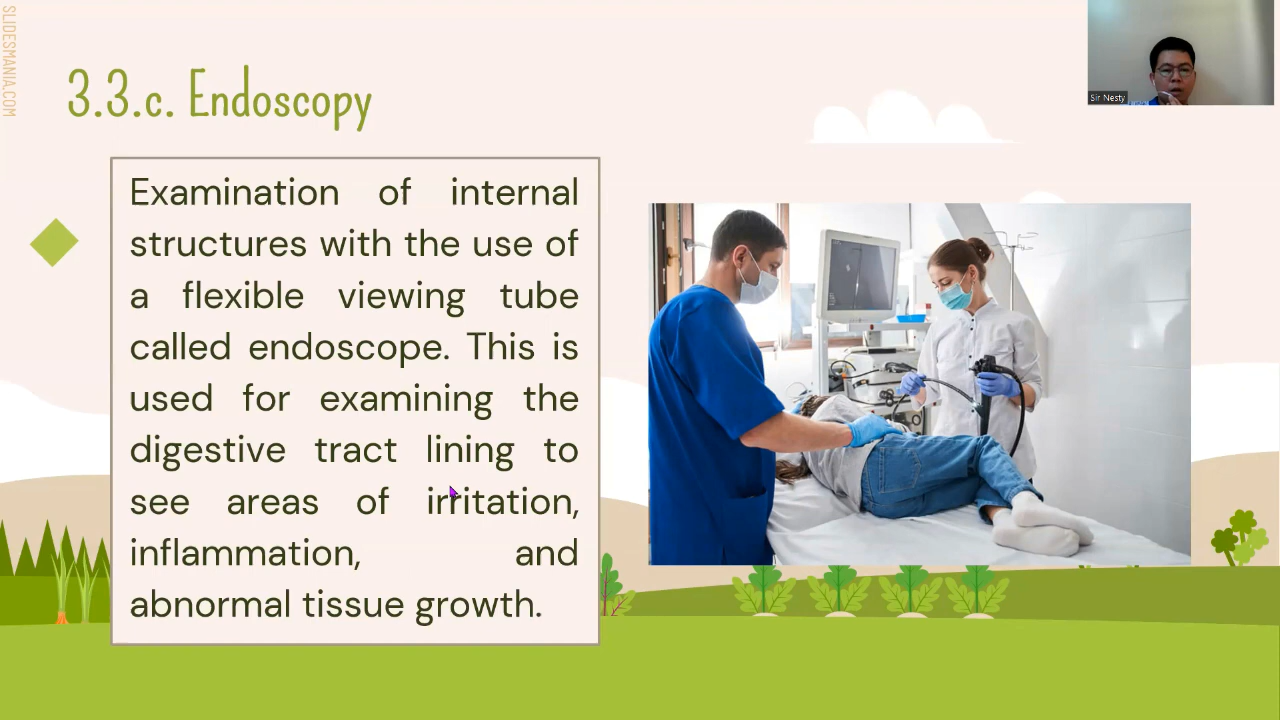 SLIDESMANIA.COM
3.3.c. Endoscopy
Sir Nesty
Examination of internal
structures with the use of
a flexible viewing tube
called endoscope. This is
used for examining the
digestive tract lining to
see areas of irritation,
inflammation, and
abnormal tissue growth.